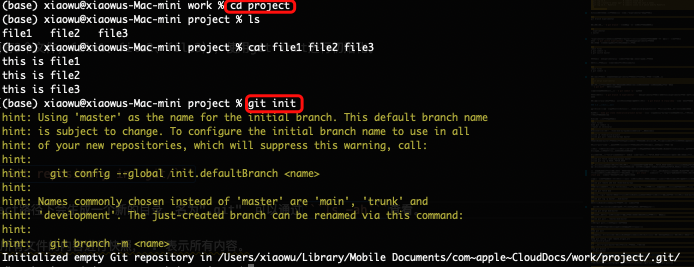 (base) xiaowu@xiaowus-Mac-mini work % cd project
(base) xiaowu@xiaowus-Mac-mini project % ls
file1 file2 file3
(base) xiaowu@xiaowus-Mac-mini project % cat file1 file2 file3
this is file1
this is file2
this is file3
(base) xiaowu@xiaowus-Mac-mini project % git init
hint: Using 'master' as the name for the initial branch. This default branch name
hint: is subject to change. To configure the initial branch name to use in all
hint: of your new repositories, which will suppress this warning, call:
hint:
hint: git config --global init.defaultBranch <name>
hint:
hint: Names commonly chosen instead of 'master' are 'main', 'trunk' and
hint: 'development'. The just-created branch can be renamed via this command:
hint:
hint: git branch -m <name>
表示所有内容。
Initialized empty Git repository in /Users/xiaowu/Library/Mobile Documents/com~apple~CloudDocs/work/project/.git/